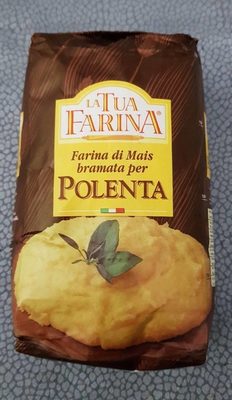 LA TUA
FARINA®
Farina di Mais
bramata per
POLENTA